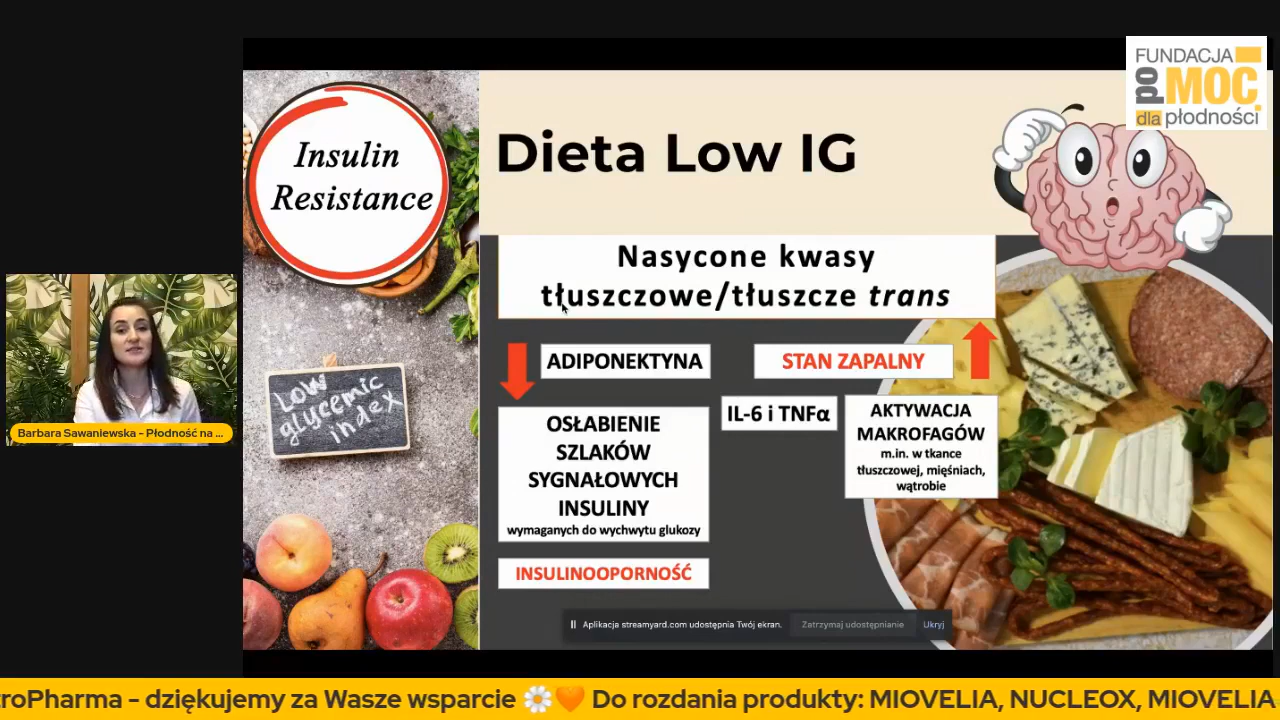 FUNDACJA
poMOC
dla płodności
Insulin
Resistance
Dieta Low IG
Nasycone kwasy
tłuszczowe/tłuszcze trans
ADIPONEKTYNA
STAN ZAPALNY
OSŁABIENIE
SZLAKÓW
SYGNAŁOWYCH
INSULINY
wymaganych do wychwytu glukozy
INSULINOOPORNOŚĆ
IL-6 i TNFα
AKTYWACJA
MAKROFAGÓW
m.in. w tkance
tłuszczowej, mięśniach,
wątrobie
Low
glycemic
index
Barbara Sawaniewska - Płodność na ...
Aplikacja streamyard.com udostępnia Twój ekran. Zatrzymaj udostępnianie Ukryj
troPharma - dziękujemy za Wasze wsparcie 🌼🧡 Do rozdania produkty: MIOVELIA, NUCLEOX, MIOVELIA